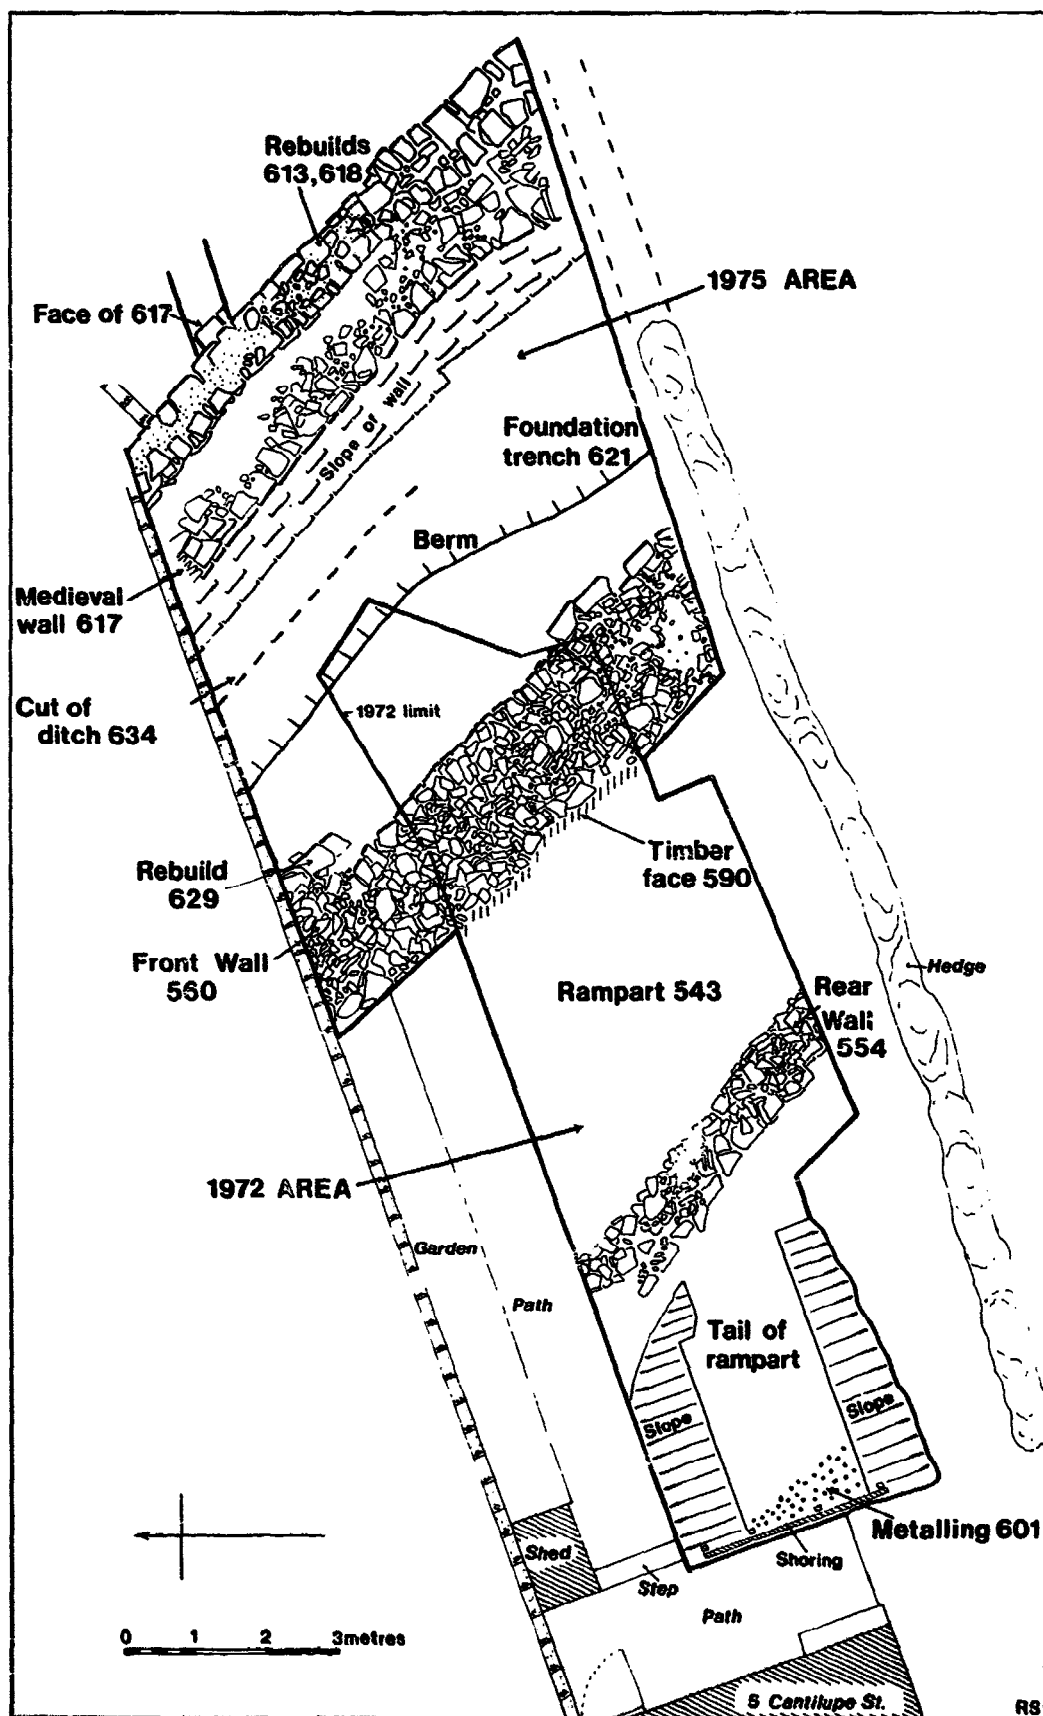 Rebuilds
613,618
1975 AREA
Face of 617
Slope of wall
Foundation
trench 621
Berm
Medieval
wall 617
1972 limit
Cut of
ditch 634
Timber
face 590
Rebuild
629
Front Wall
560
Hedge
Rampart 543
Rear
Wall
554
1972 AREA
Garden
Path
Tail of
rampart
Slope
Slope
Metalling 601
Shed
Shoring
Step
Path
0 1 2 3metres
5 Cantilupe St.
RS